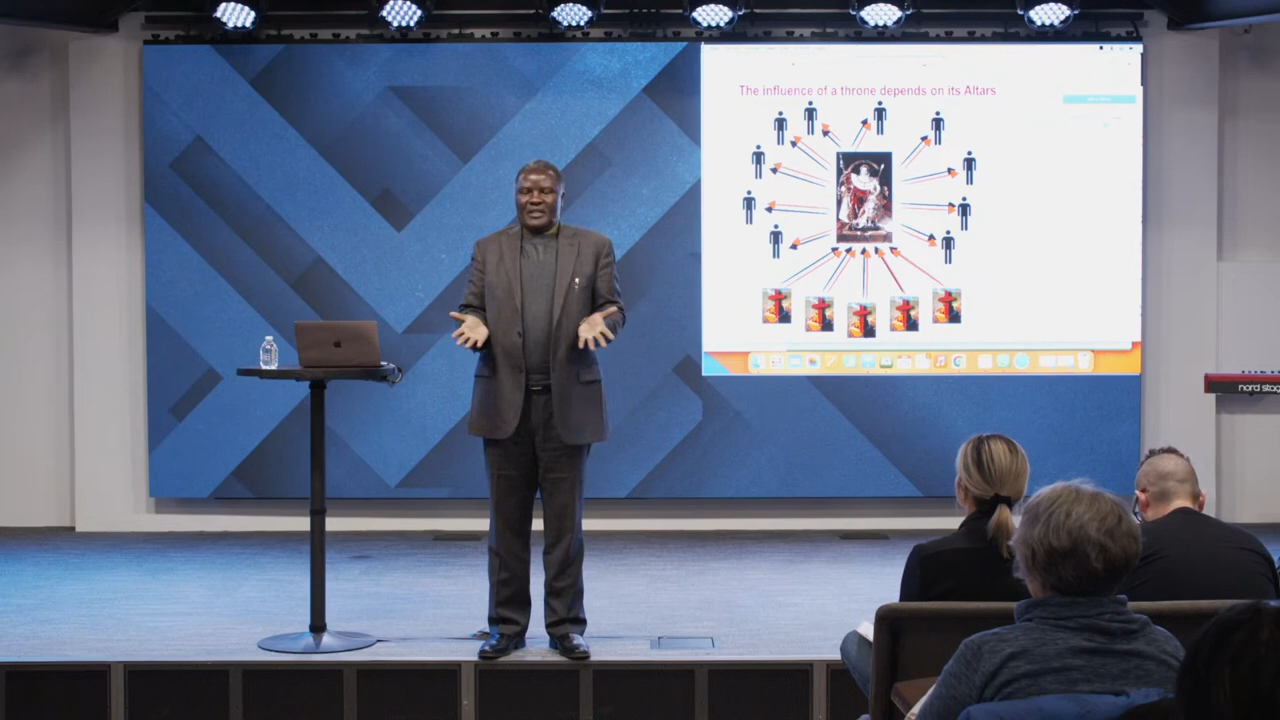 The influence of a throne depends on its Altars
nord stag